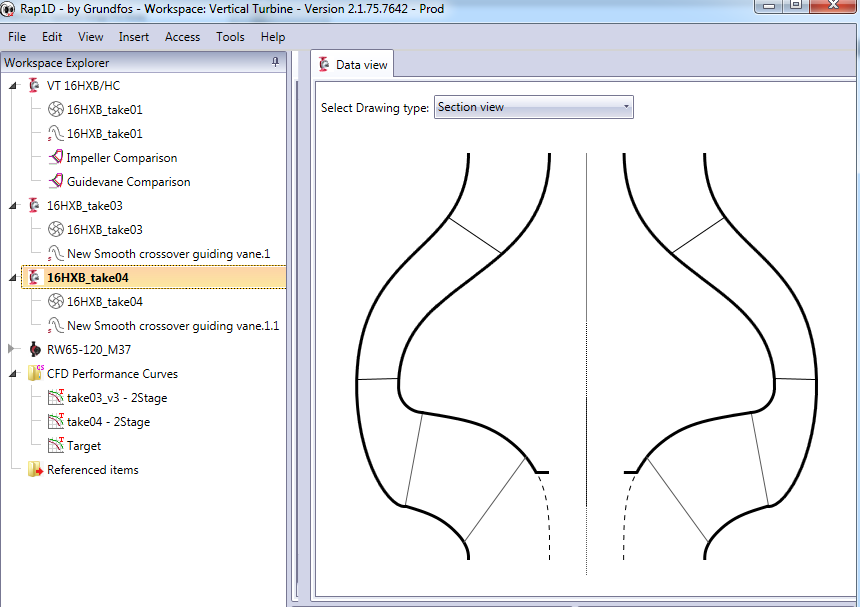 Rap1D - by Grundfos - Workspace: Vertical Turbine - Version 2.1.75.7642 - Prod
File Edit View Insert Access Tools Help
Workspace Explorer
VT 16HXB/HC
16HXB_take01
16HXB_take01
Impeller Comparison
Guidevane Comparison
16HXB_take03
16HXB_take03
New Smooth crossover guiding vane.1
16HXB_take04
16HXB_take04
New Smooth crossover guiding vane.1.1
RW65-120_M37
CFD Performance Curves
take03_v3 - 2Stage
take04 - 2Stage
Target
Referenced items
Data view
Select Drawing type: Section view